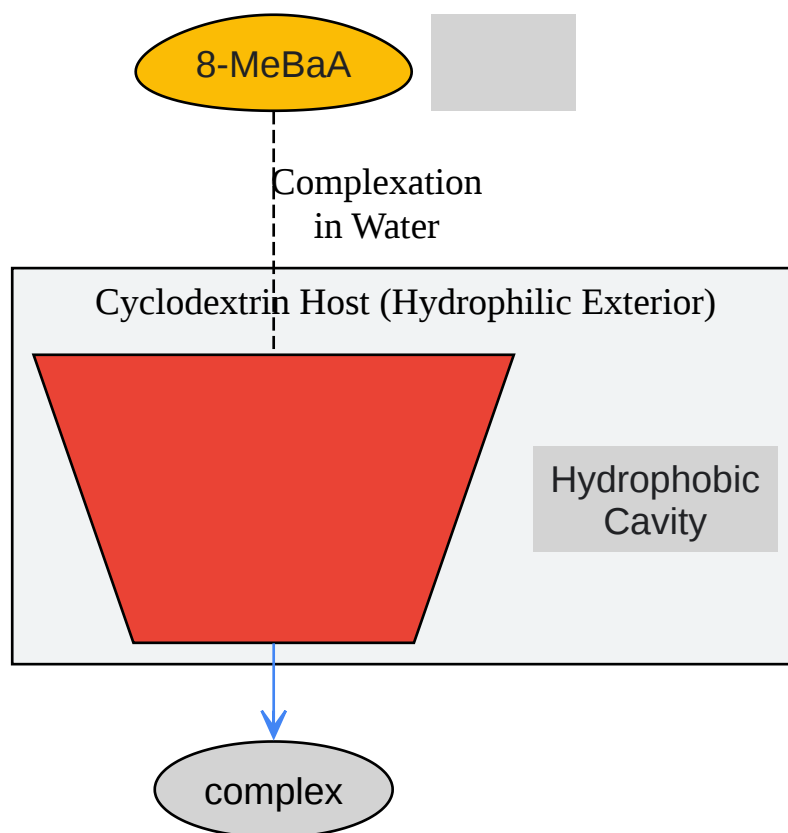 8-MeBaA
Complexation
in Water
Cyclodextrin Host (Hydrophilic Exterior)
Hydrophobic
Cavity
complex